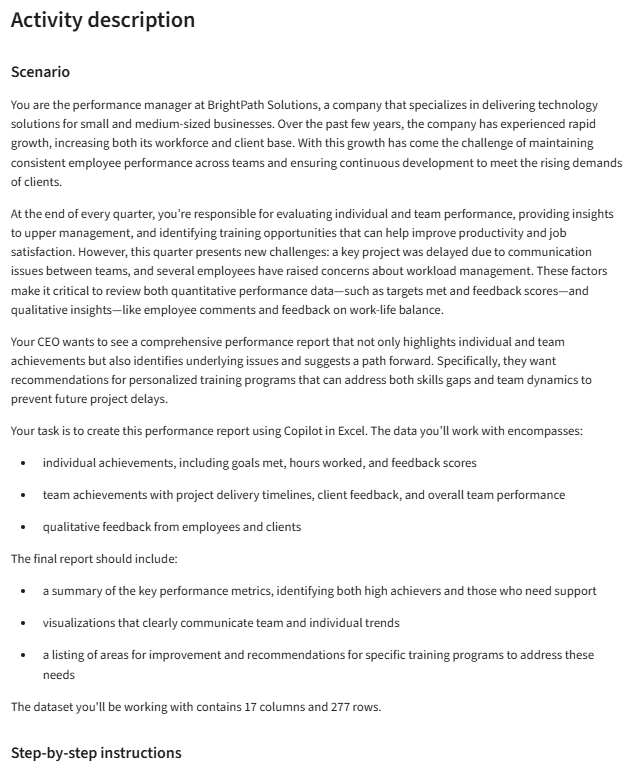 Activity description
Scenario
You are the performance manager at BrightPath Solutions, a company that specializes in delivering technology
solutions for small and medium-sized businesses. Over the past few years, the company has experienced rapid
growth, increasing both its workforce and client base. With this growth has come the challenge of maintaining
consistent employee performance across teams and ensuring continuous development to meet the rising demands
of clients.
At the end of every quarter, you’re responsible for evaluating individual and team performance, providing insights
to upper management, and identifying training opportunities that can help improve productivity and job
satisfaction. However, this quarter presents new challenges: a key project was delayed due to communication
issues between teams, and several employees have raised concerns about workload management. These factors
make it critical to review both quantitative performance data—such as targets met and feedback scores—and
qualitative insights—like employee comments and feedback on work-life balance.
Your CEO wants to see a comprehensive performance report that not only highlights individual and team
achievements but also identifies underlying issues and suggests a path forward. Specifically, they want
recommendations for personalized training programs that can address both skills gaps and team dynamics to
prevent future project delays.
Your task is to create this performance report using Copilot in Excel. The data you’ll work with encompasses:
• individual achievements, including goals met, hours worked, and feedback scores
• team achievements with project delivery timelines, client feedback, and overall team performance
• qualitative feedback from employees and clients
The final report should include:
• a summary of the key performance metrics, identifying both high achievers and those who need support
• visualizations that clearly communicate team and individual trends
• a listing of areas for improvement and recommendations for specific training programs to address these
needs
The dataset you'll be working with contains 17 columns and 277 rows.
Step-by-step instructions